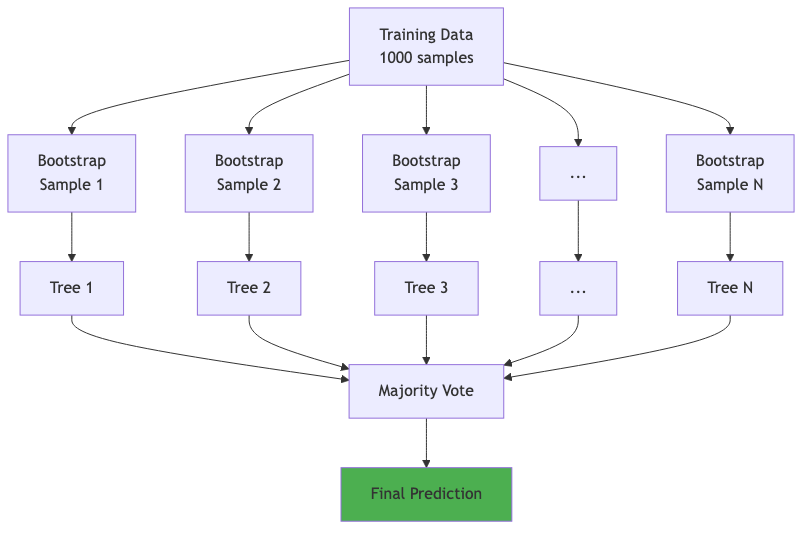 Training Data
1000 samples
Bootstrap
Sample 1
Bootstrap
Sample 2
Bootstrap
Sample 3
...
Bootstrap
Sample N
Tree 1
Tree 2
Tree 3
...
Tree N
Majority Vote
Final Prediction